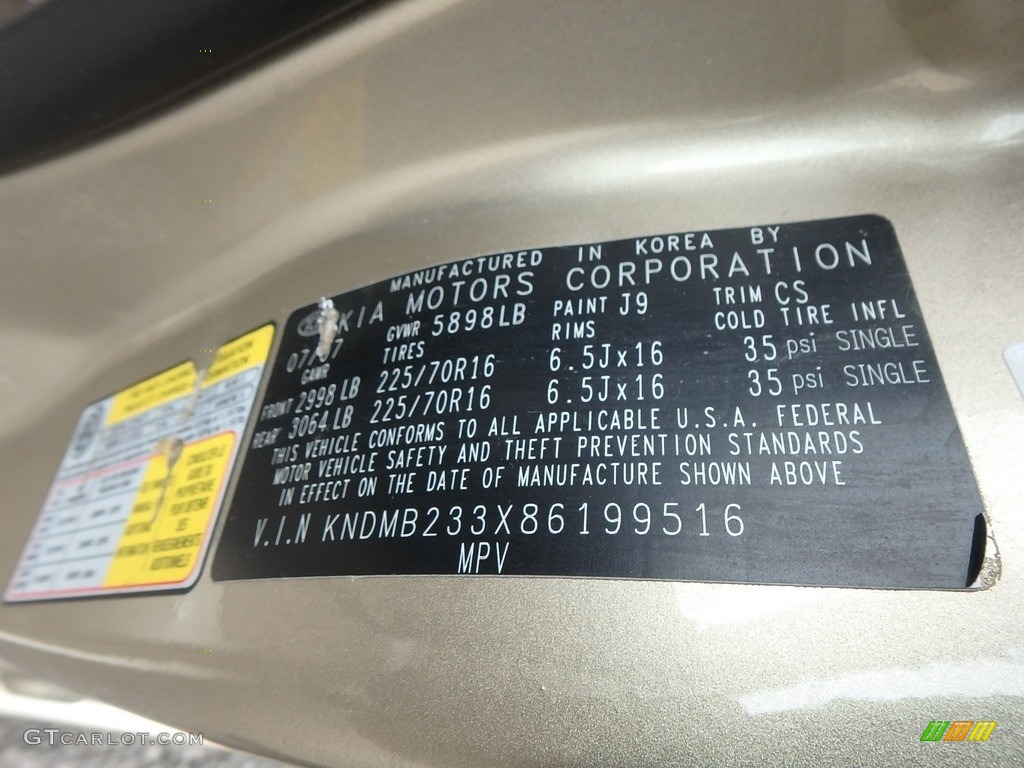 MANUFACTURED IN KOREA BY
KIA MOTORS CORPORATION
07/07 GVWR 5898LB PAINT J9 TRIM CS
GAWR TIRES RIMS COLD TIRE INFL
FRONT 2998 LB 225/70R16 6.5Jx16 35 psi SINGLE
REAR 3064 LB 225/70R16 6.5Jx16 35 psi SINGLE
THIS VEHICLE CONFORMS TO ALL APPLICABLE U.S.A. FEDERAL
MOTOR VEHICLE SAFETY AND THEFT PREVENTION STANDARDS
IN EFFECT ON THE DATE OF MANUFACTURE SHOWN ABOVE
V.I.N KNDMB233X86199516
MPV
GTCARLOT.COM